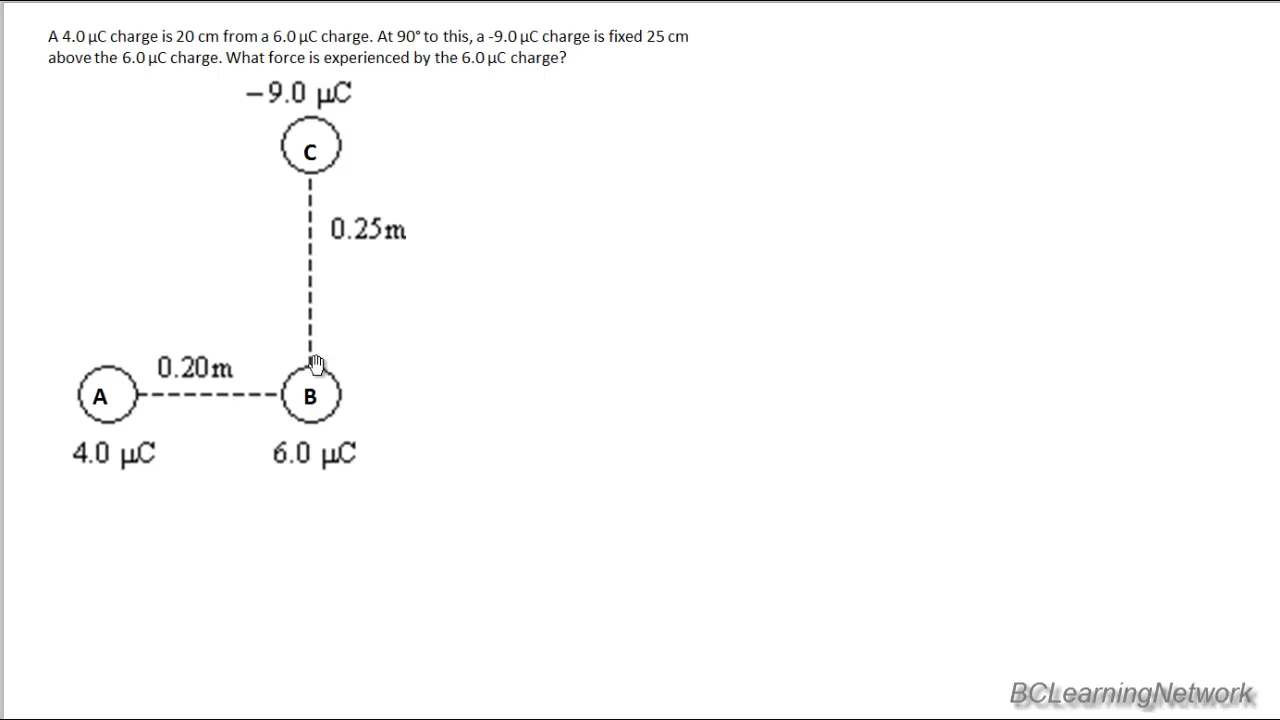 A 4.0 µC charge is 20 cm from a 6.0 µC charge. At 90° to this, a -9.0 µC charge is fixed 25 cm
above the 6.0 µC charge. What force is experienced by the 6.0 µC charge?
−9.0 µC
C
0.25m
0.20m
A
B
4.0 µC
6.0 µC
BCLearningNetwork